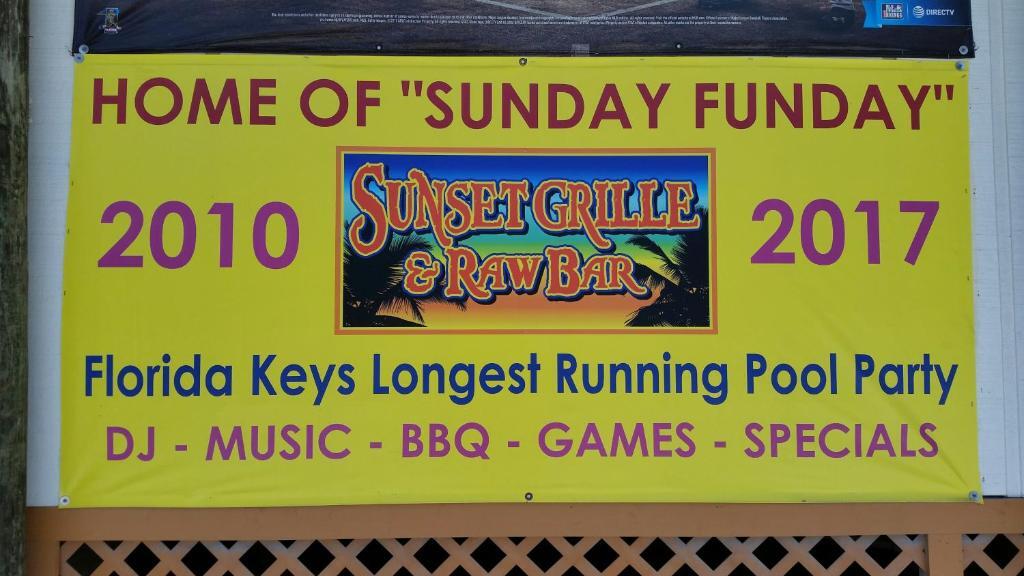 DIRECTV
HOME OF "SUNDAY FUNDAY"
2010
SUNSET GRILLE
& RAW BAR
2017
Florida Keys Longest Running Pool Party
DJ - MUSIC - BBQ - GAMES - SPECIALS